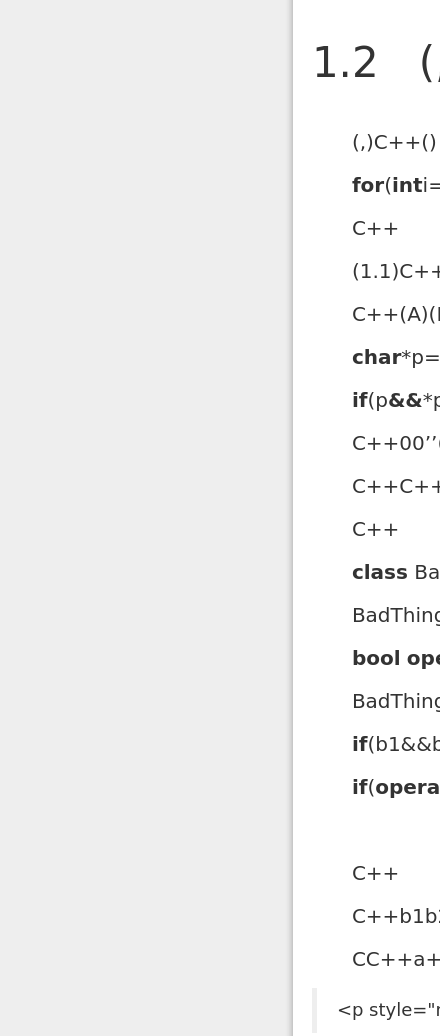 1.2 (,
(,)C++()
for(inti=
C++
(1.1)C++
C++(A)(
char*p=
if(p&&*p
C++00’’
C++C++
C++
class Ba
BadThing
bool ope
BadThing
if(b1&&b
if(opera
C++
C++b1b2
CC++a+
<p style="